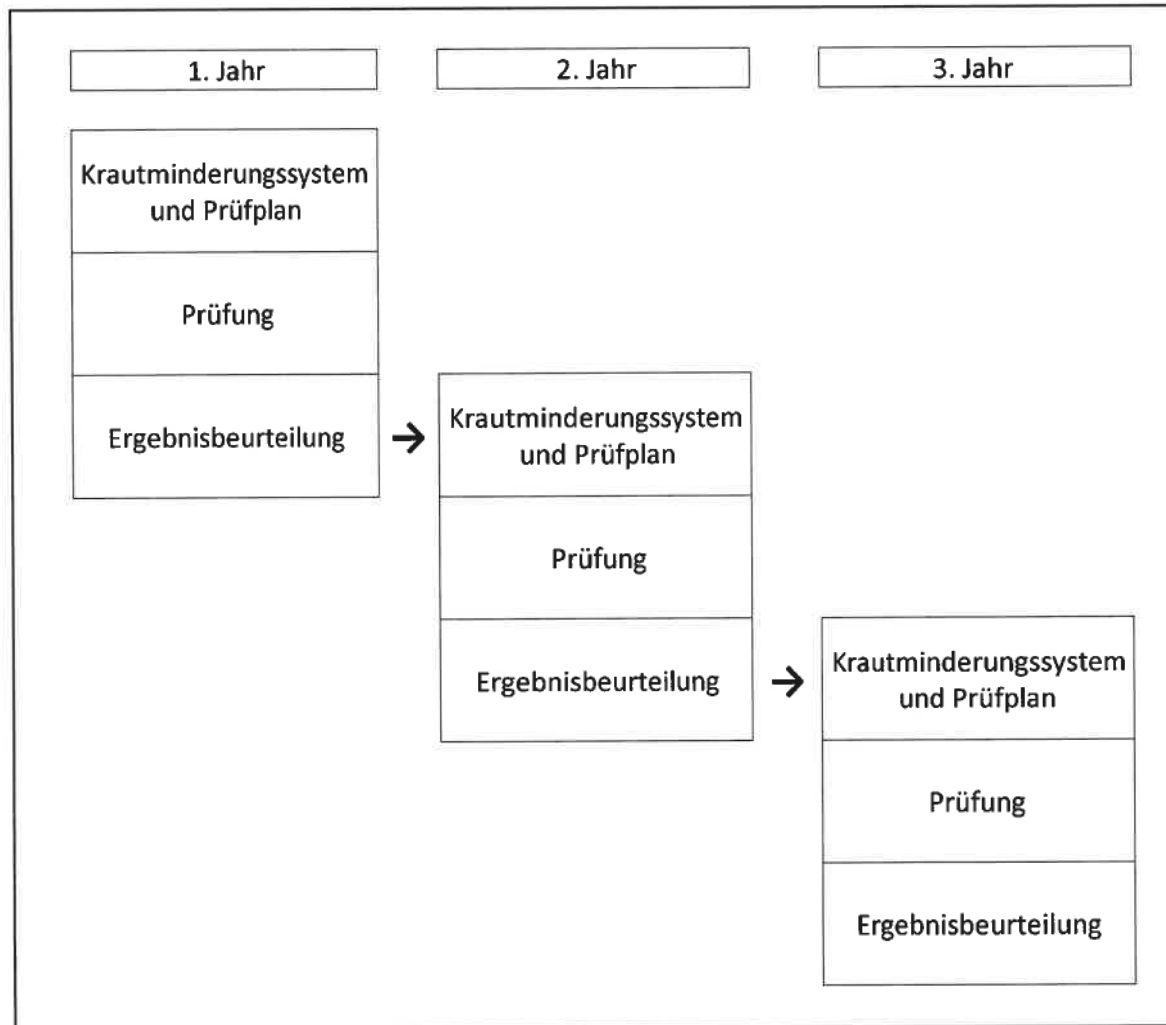 1. Jahr
2. Jahr
3. Jahr
Krautminderungssystem
und Prüfplan
Prüfung
Ergebnisbeurteilung
→
Krautminderungssystem
und Prüfplan
Prüfung
Ergebnisbeurteilung
→
Krautminderungssystem
und Prüfplan
Prüfung
Ergebnisbeurteilung